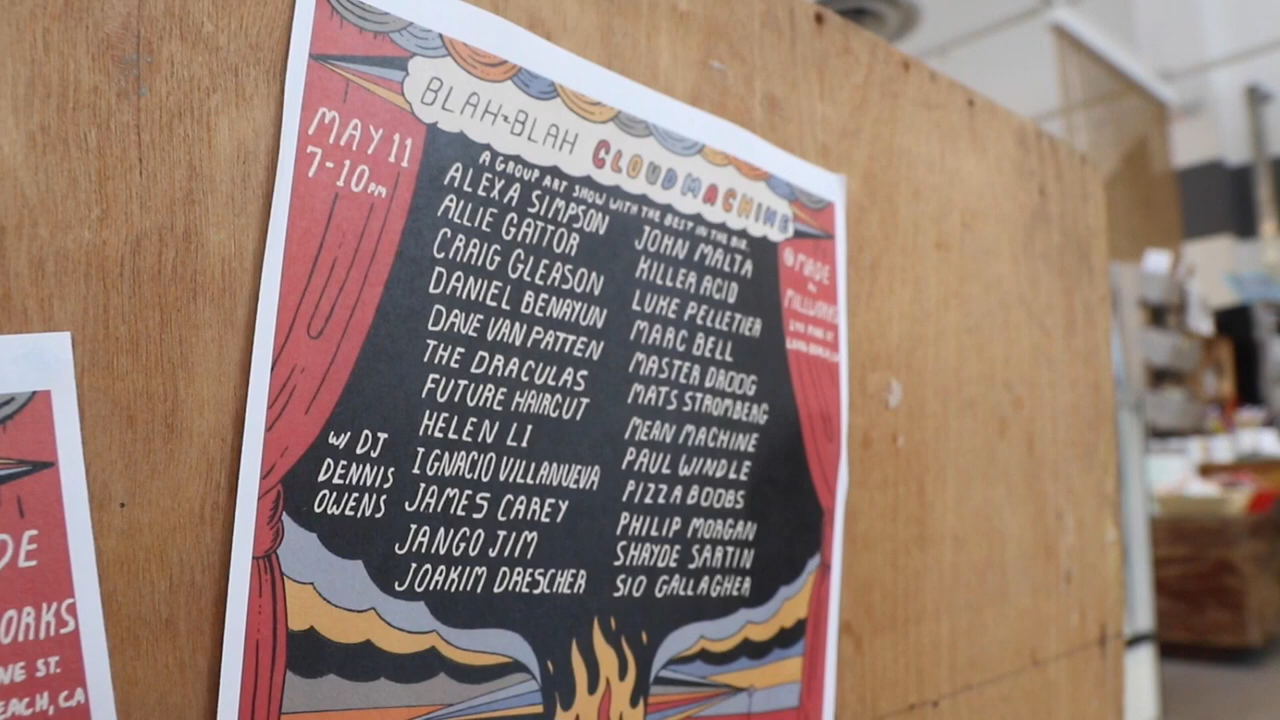 BLAH-BLAH CLOUDMACHINE
A GROUP ART SHOW WITH THE BEST IN THE BIZ.
MAY 11
7-10PM
ALEXA SIMPSON
ALLIE GATTOR
CRAIG GLEASON
DANIEL BENAYUN
DAVE VAN PATTEN
THE DRACULAS
FUTURE HAIRCUT
HELEN LI
IGNACIO VILLANUEVA
JAMES CAREY
JANGO JIM
JOAKIM DRESCHER
JOHN MALTA
KILLER ACID
LUKE PELLETIER
MARC BELL
MASTER DROOG
MATS STROMBERG
MEAN MACHINE
PAUL WINDLE
PIZZA BOOBS
PHILIP MORGAN
SHAYDE SARTIN
SIO GALLAGHER
W/ DJ
DENNIS
OWENS
@ MADE
MILLWORKS
DE
ORKS
NE ST.
EACH, CA